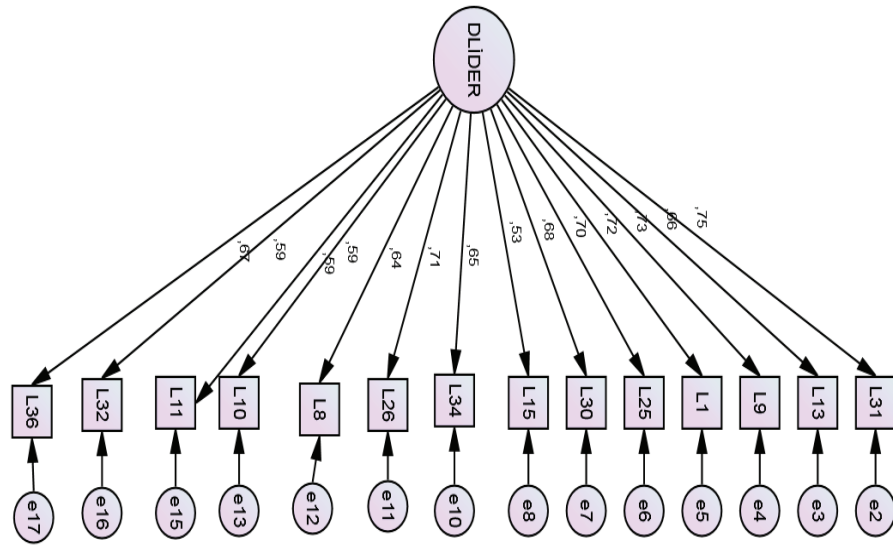 DLİDER
,67
,59
,59
,59
,64
,71
,65
,53
,68
,70
,72
,73
,66
,75
L36
L32
L11
L10
L8
L26
L34
L15
L30
L25
L1
L9
L13
L31
e17
e16
e15
e13
e12
e11
e10
e8
e7
e6
e5
e4
e3
e2